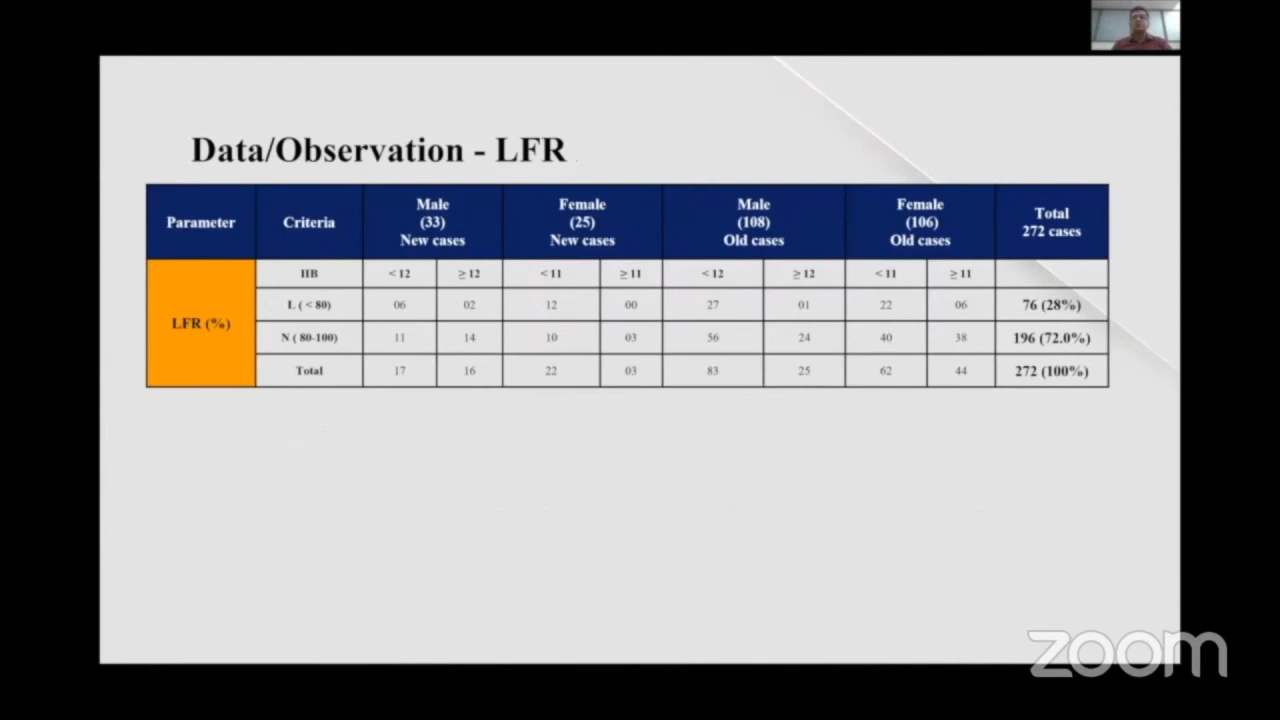 Data/Observation - LFR
Parameter Criteria Male (33) New cases Female (25) New cases Male (108) Old cases Female (106) Old cases Total 272 cases
LFR (%)
HB < 12 ≥ 12 < 11 ≥ 11 < 12 ≥ 12 < 11 ≥ 11
L ( < 80) 06 02 12 00 27 01 22 06 76 (28%)
N ( 80-100) 11 14 10 03 56 24 40 38 196 (72.0%)
Total 17 16 22 03 83 25 62 44 272 (100%)
zoom